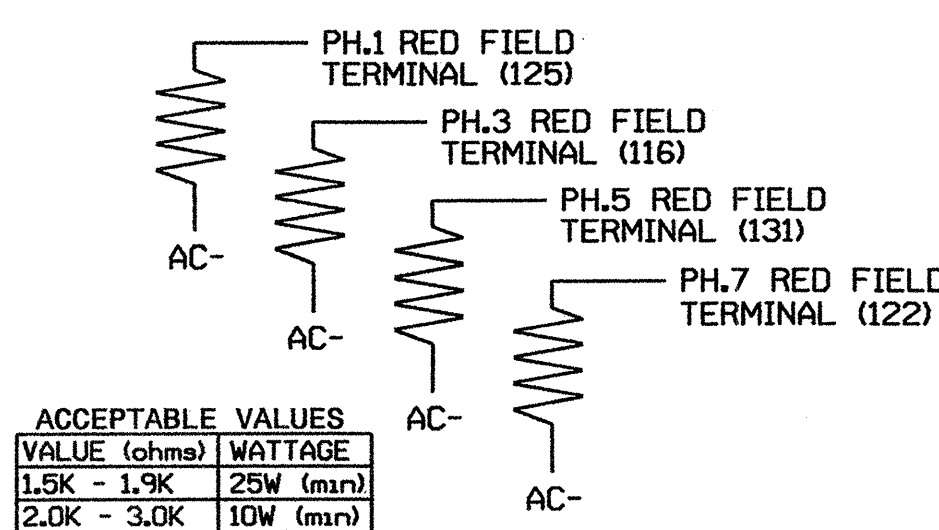 PH.1 RED FIELD
TERMINAL (125)
PH.3 RED FIELD
TERMINAL (116)
PH.5 RED FIELD
TERMINAL (131)
PH.7 RED FIELD
TERMINAL (122)
AC-
AC-
AC-
AC-
ACCEPTABLE VALUES
VALUE (ohms) WATTAGE
1.5K - 1.9K 25W (min)
2.0K - 3.0K 10W (min)